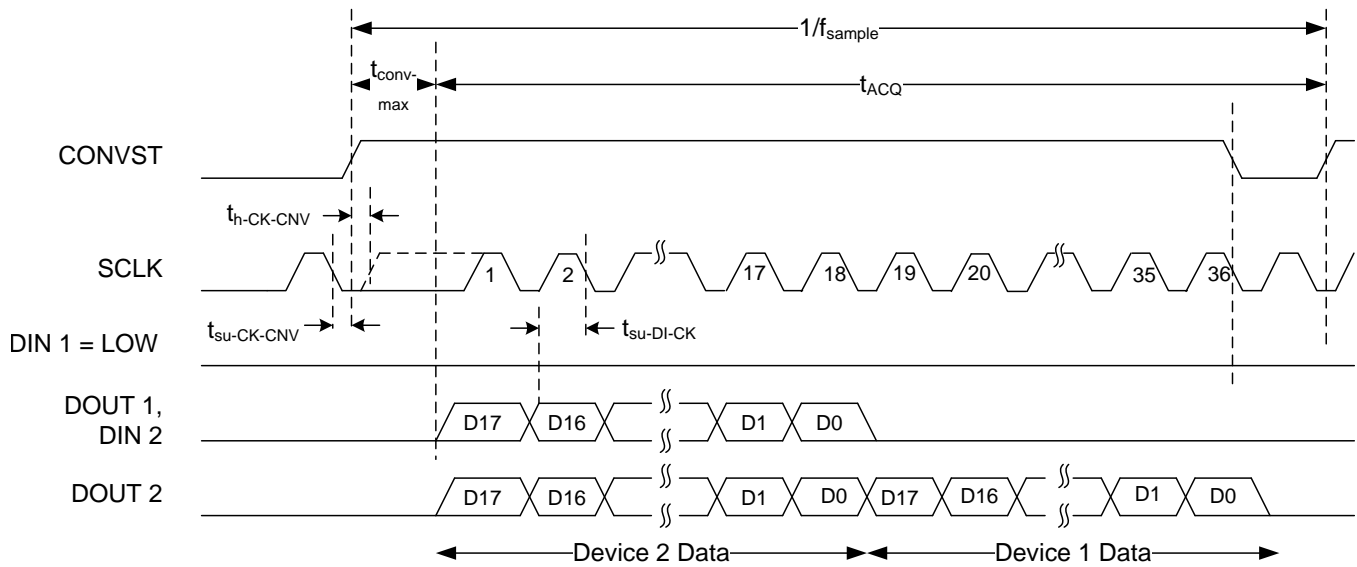 1/fsample
tconv-max
tACQ
CONVST
th-CK-CNV
SCLK
1 2 17 18 19 20 35 36
tsu-CK-CNV
tsu-DI-CK
DIN 1 = LOW
DOUT 1,
DIN 2
D17 D16 D1 D0
DOUT 2
D17 D16 D1 D0 D17 D16 D1 D0
Device 2 Data Device 1 Data